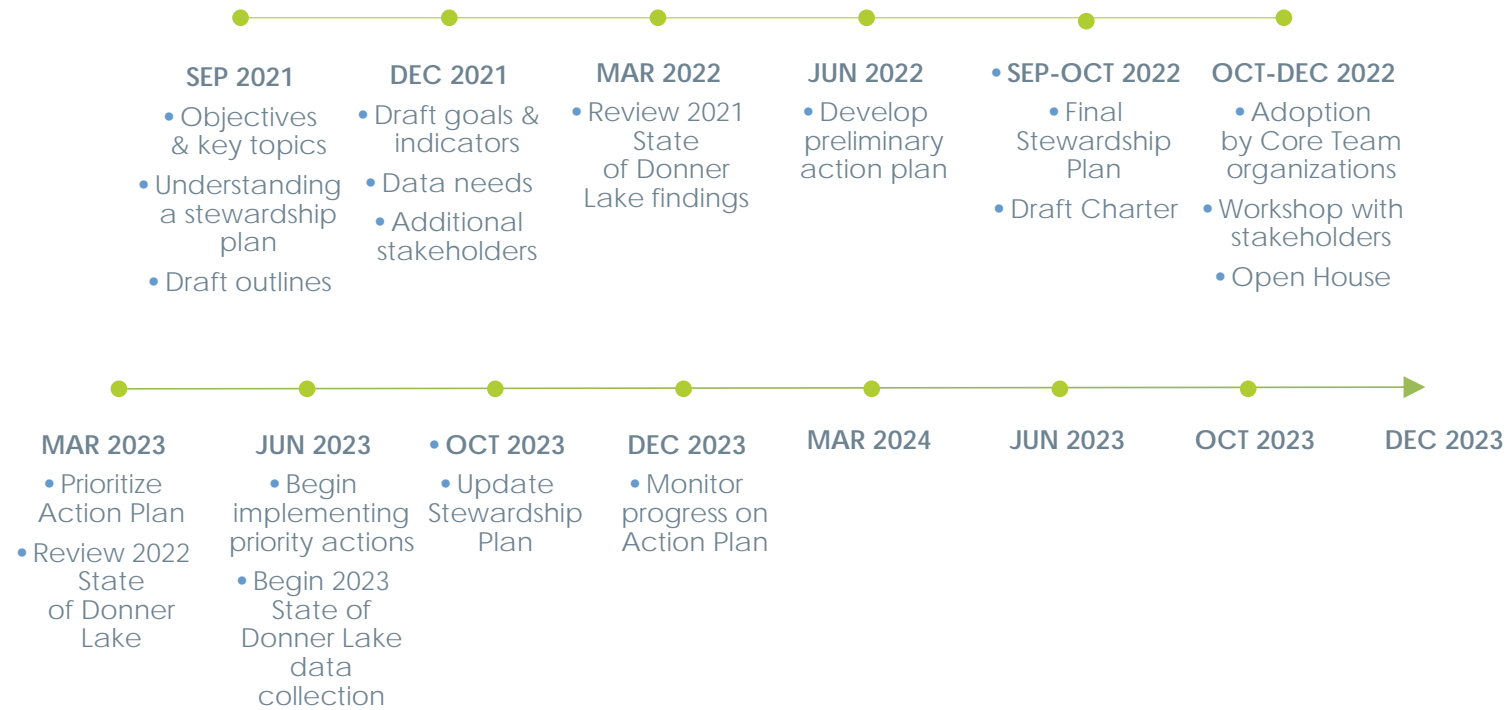 SEP 2021
• Objectives
& key topics
• Understanding
a stewardship
plan
• Draft outlines
DEC 2021
• Draft goals &
indicators
• Data needs
• Additional
stakeholders
MAR 2022
• Review 2021
State
of Donner
Lake findings
JUN 2022
• Develop
preliminary
action plan
• SEP-OCT 2022
• Final
Stewardship
Plan
• Draft Charter
OCT-DEC 2022
• Adoption
by Core Team
organizations
• Workshop with
stakeholders
• Open House
MAR 2023
• Prioritize
Action Plan
• Review 2022
State
of Donner
Lake
JUN 2023
• Begin
implementing
priority actions
• Begin 2023
State of
Donner Lake
data
collection
• OCT 2023
• Update
Stewardship
Plan
DEC 2023
• Monitor
progress on
Action Plan
MAR 2024
JUN 2023
OCT 2023
DEC 2023